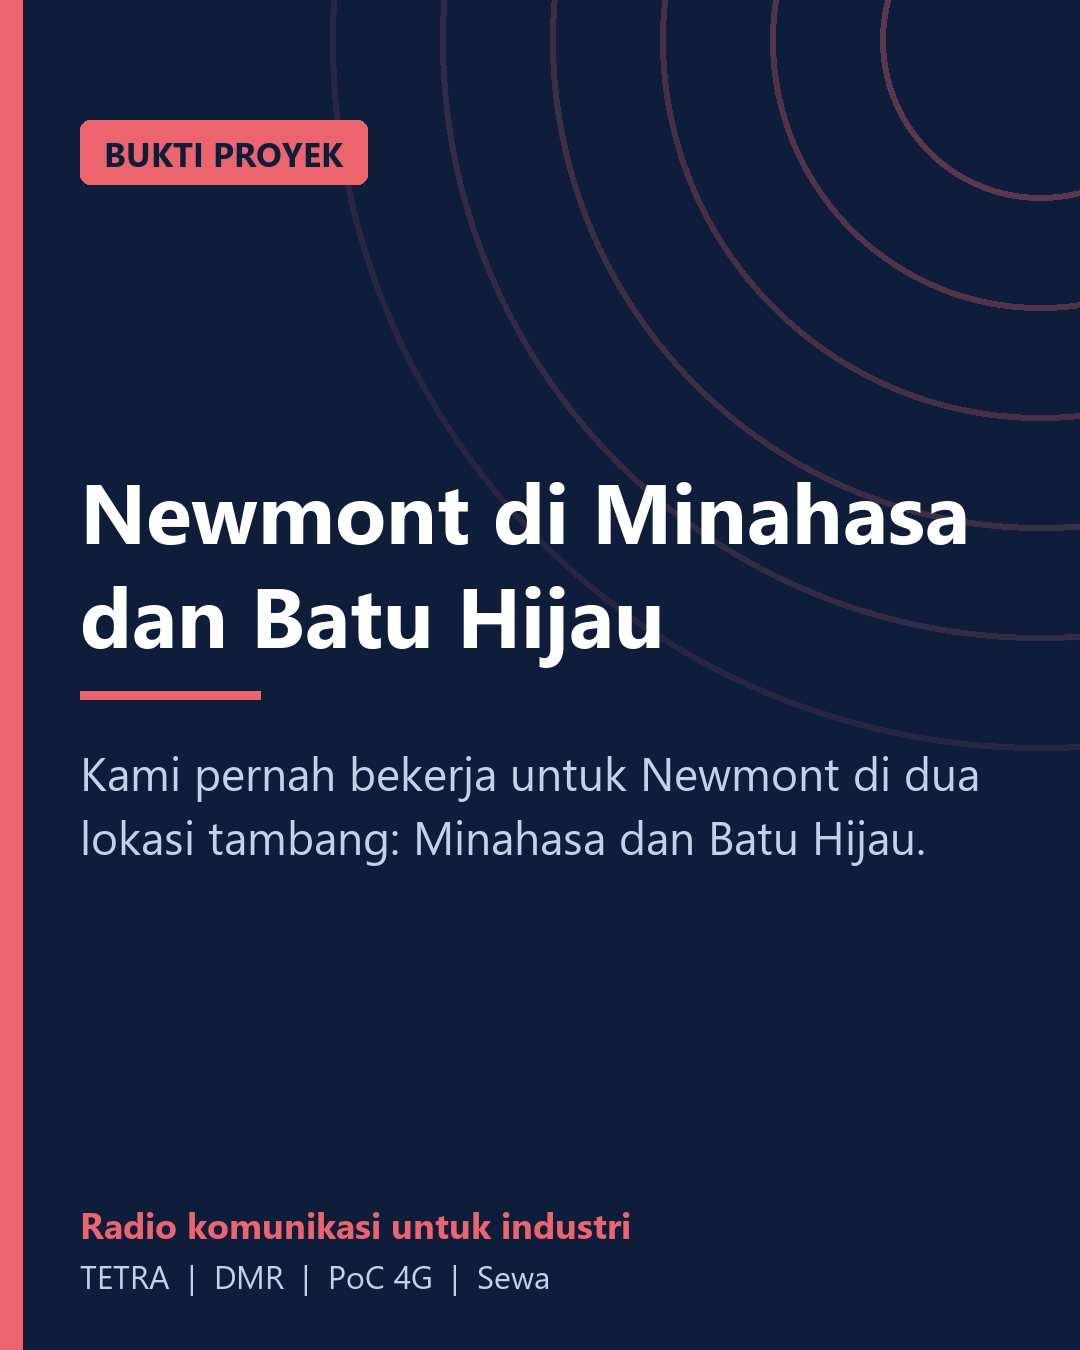 BUKTI PROYEK
Newmont di Minahasa
dan Batu Hijau
Kami pernah bekerja untuk Newmont di dua
lokasi tambang: Minahasa dan Batu Hijau.
Radio komunikasi untuk industri
TETRA | DMR | PoC 4G | Sewa